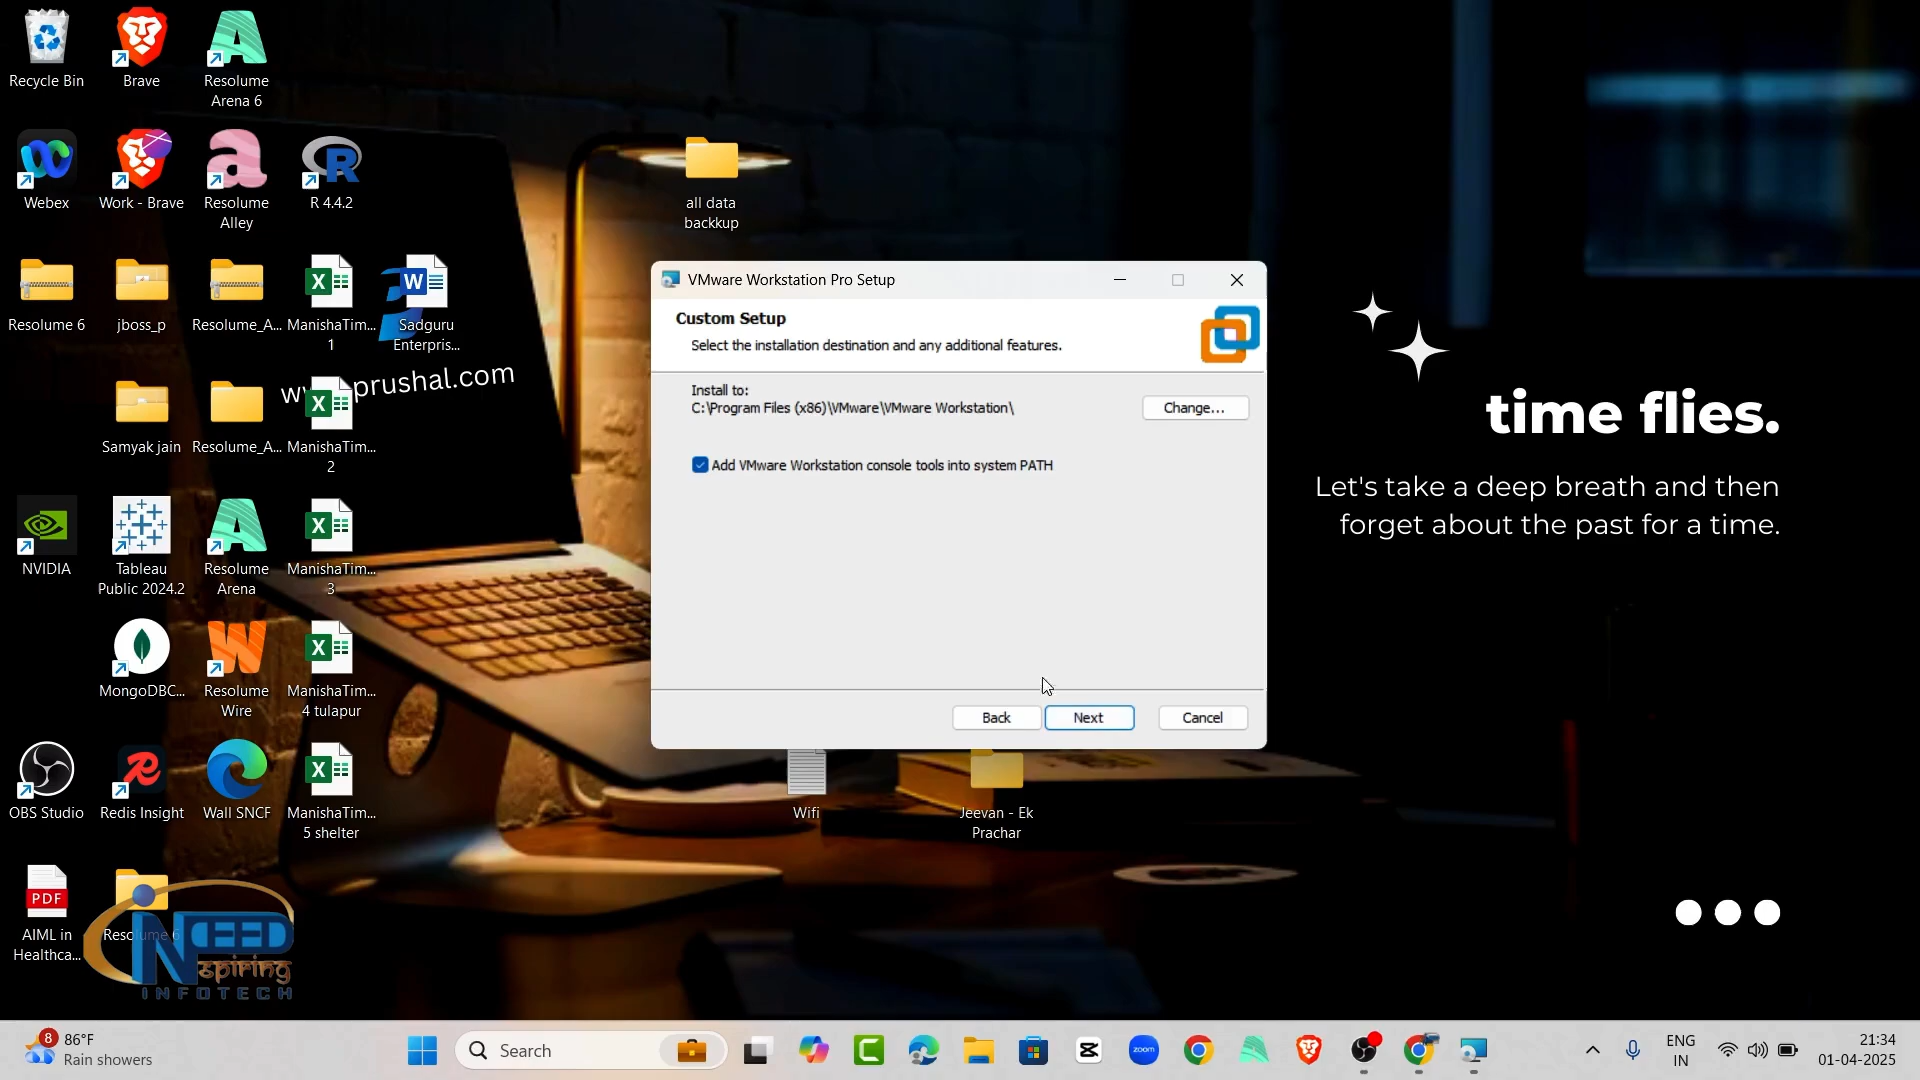 Recycle Bin
Brave
Resolume
Arena 6
Webex
Work - Brave
Resolume
Alley
R 4.4.2
all data
backkup
Resolume 6
jboss_p
Resolume_A...
ManishaTim...
1
Sadguru
Enterpris...
prushal.com
Samyak jain
Resolume_A...
ManishaTim...
2
NVIDIA
Tableau
Public 2024.2
Resolume
Arena
ManishaTim...
3
MongoDBC...
Resolume
Wire
ManishaTim...
4 tulapur
OBS Studio
Redis Insight
Wall SNCF
ManishaTim...
5 shelter
PDF
AIML in
Healthca...
Resolume 6
NEED
nspiring
INFOTECH
VMware Workstation Pro Setup
Custom Setup
Select the installation destination and any additional features.
Install to:
C:\Program Files (x86)\VMware\VMware Workstation\
Change...
Add VMware Workstation console tools into system PATH
Back
Next
Cancel
Wifi
Jeevan - Ek
Prachar
time flies.
Let's take a deep breath and then
forget about the past for a time.
8
86°F
Rain showers
Search
zoom
ENG
IN
21:34
01-04-2025